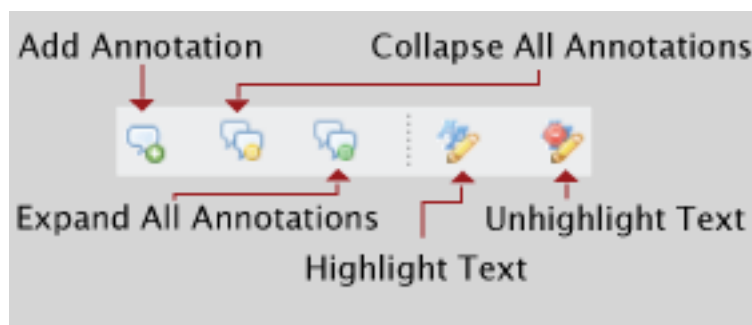 Add Annotation
Collapse All Annotations
Expand All Annotations
Unhighlight Text
Highlight Text